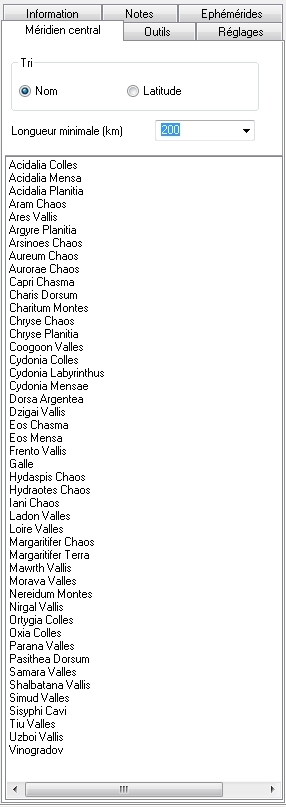 Information Notes Ephémérides
Méridien central Outils Réglages
Tri
Nom Latitude
Longueur minimale (km) 200
Acidalia Colles
Acidalia Mensa
Acidalia Planitia
Aram Chaos
Ares Vallis
Argyre Planitia
Arsinoes Chaos
Aureum Chaos
Aurorae Chaos
Capri Chasma
Charis Dorsum
Charitum Montes
Chryse Chaos
Chryse Planitia
Coogoon Valles
Cydonia Colles
Cydonia Labyrinthus
Cydonia Mensae
Dorsa Argentea
Dzigai Vallis
Eos Chasma
Eos Mensa
Frento Vallis
Galle
Hydaspis Chaos
Hydraotes Chaos
Iani Chaos
Ladon Valles
Loire Valles
Margaritifer Chaos
Margaritifer Terra
Mawrth Vallis
Morava Valles
Nereidum Montes
Nirgal Vallis
Ortygia Colles
Oxia Colles
Parana Valles
Pasithea Dorsum
Samara Valles
Shalbatana Vallis
Simud Valles
Sisyphi Cavi
Tiu Valles
Uzboi Vallis
Vinogradov